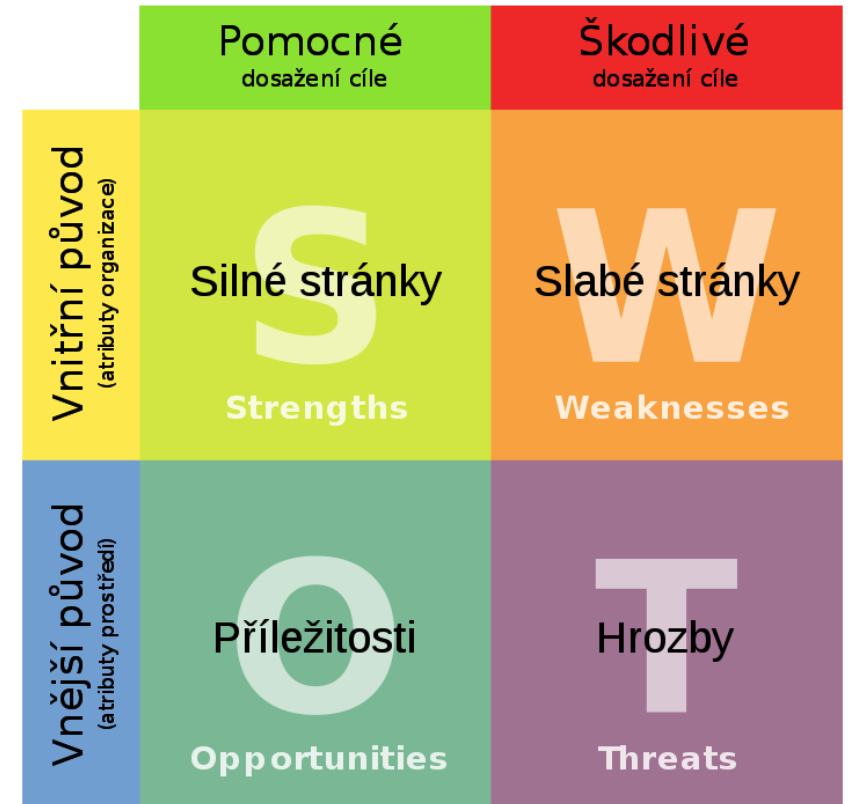 Pomocné
dosažení cíle
Škodlivé
dosažení cíle
Vnitřní původ
(atributy organizace)
S
Silné stránky
Strengths
W
Slabé stránky
Weaknesses
Vnější původ
(atributy prostředí)
O
Příležitosti
Opportunities
T
Hrozby
Threats